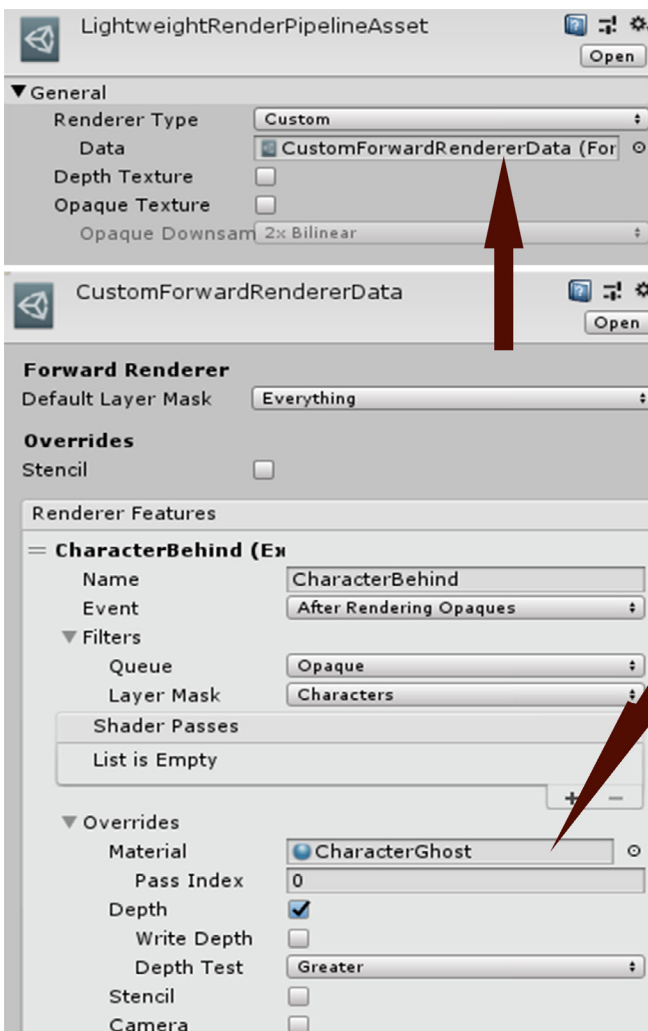 LightweightRenderPipelineAsset
Open
General
Renderer Type Custom
Data CustomForwardRendererData (For
Depth Texture
Opaque Texture
Opaque Downsam 2x Bilinear
CustomForwardRendererData
Open
Forward Renderer
Default Layer Mask Everything
Overrides
Stencil
Renderer Features
CharacterBehind (Ex
Name CharacterBehind
Event After Rendering Opaques
Filters
Queue Opaque
Layer Mask Characters
Shader Passes
List is Empty
+ −
Overrides
Material CharacterGhost
Pass Index 0
Depth
Write Depth
Depth Test Greater
Stencil
Camera